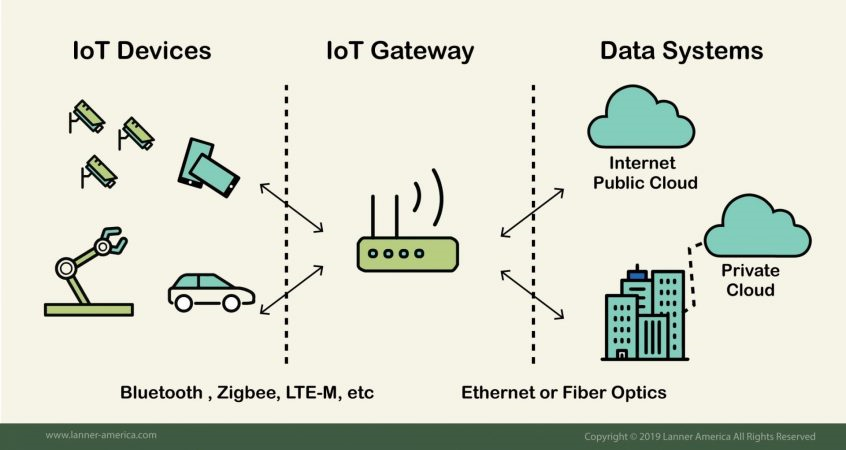 IoT Devices
IoT Gateway
Data Systems
Internet
Public Cloud
Private
Cloud
Bluetooth , Zigbee, LTE-M, etc
Ethernet or Fiber Optics
www.lanner-america.com
Copyright © 2019 Lanner America All Rights Reserved